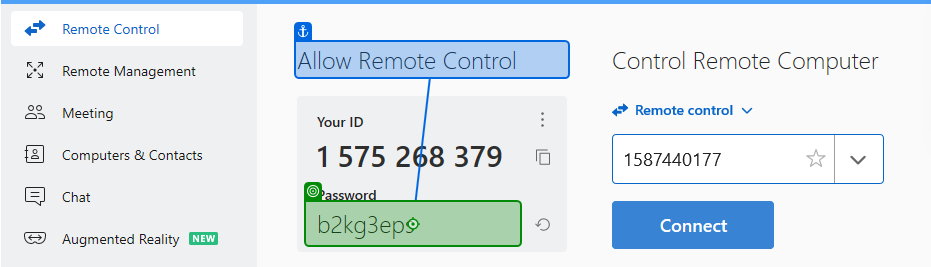 Remote Control
Remote Management
Meeting
Computers & Contacts
Chat
Augmented Reality NEW
Allow Remote Control
Your ID
1 575 268 379
Password
b2kg3eps
Control Remote Computer
Remote control
1587440177
Connect